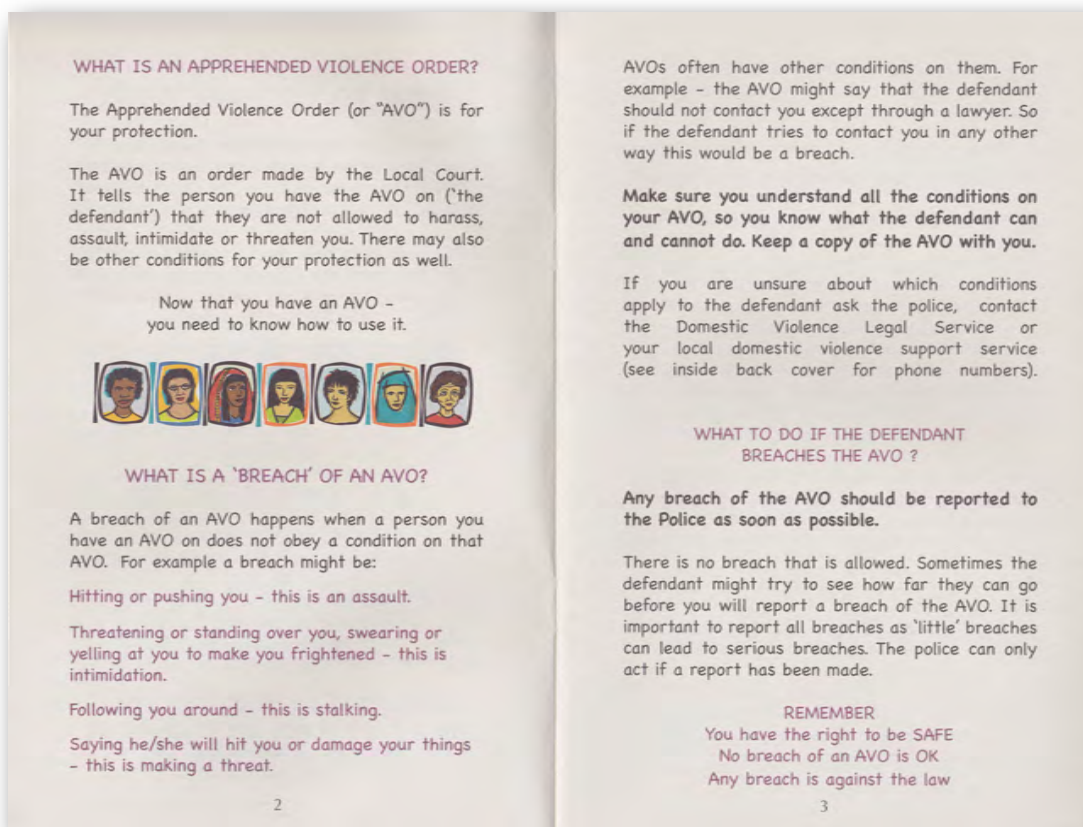 WHAT IS AN APPREHENDED VIOLENCE ORDER?
The Apprehended Violence Order (or "AVO") is for
your protection.
The AVO is an order made by the Local Court.
It tells the person you have the AVO on ('the
defendant') that they are not allowed to harass,
assault, intimidate or threaten you. There may also
be other conditions for your protection as well.
Now that you have an AVO -
you need to know how to use it.
WHAT IS A 'BREACH' OF AN AVO?
A breach of an AVO happens when a person you
have an AVO on does not obey a condition on that
AVO. For example a breach might be:
Hitting or pushing you - this is an assault.
Threatening or standing over you, swearing or
yelling at you to make you frightened - this is
intimidation.
Following you around - this is stalking.
Saying he/she will hit you or damage your things
- this is making a threat.
2
AVOs often have other conditions on them. For
example - the AVO might say that the defendant
should not contact you except through a lawyer. So
if the defendant tries to contact you in any other
way this would be a breach.
Make sure you understand all the conditions on
your AVO, so you know what the defendant can
and cannot do. Keep a copy of the AVO with you.
If you are unsure about which conditions
apply to the defendant ask the police, contact
the Domestic Violence Legal Service or
your local domestic violence support service
(see inside back cover for phone numbers).
WHAT TO DO IF THE DEFENDANT
BREACHES THE AVO ?
Any breach of the AVO should be reported to
the Police as soon as possible.
There is no breach that is allowed. Sometimes the
defendant might try to see how far they can go
before you will report a breach of the AVO. It is
important to report all breaches as 'little' breaches
can lead to serious breaches. The police can only
act if a report has been made.
REMEMBER
You have the right to be SAFE
No breach of an AVO is OK
Any breach is against the law
3